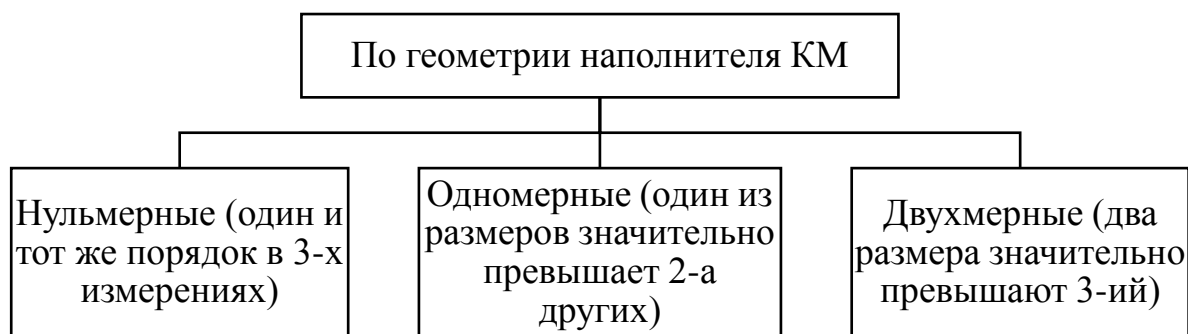 По геометрии наполнителя КМ
Нульмерные (один и
тот же порядок в 3-х
измерениях)
Одномерные (один из
размеров значительно
превышает 2-а
других)
Двухмерные (два
размера значительно
превышают 3-ий)